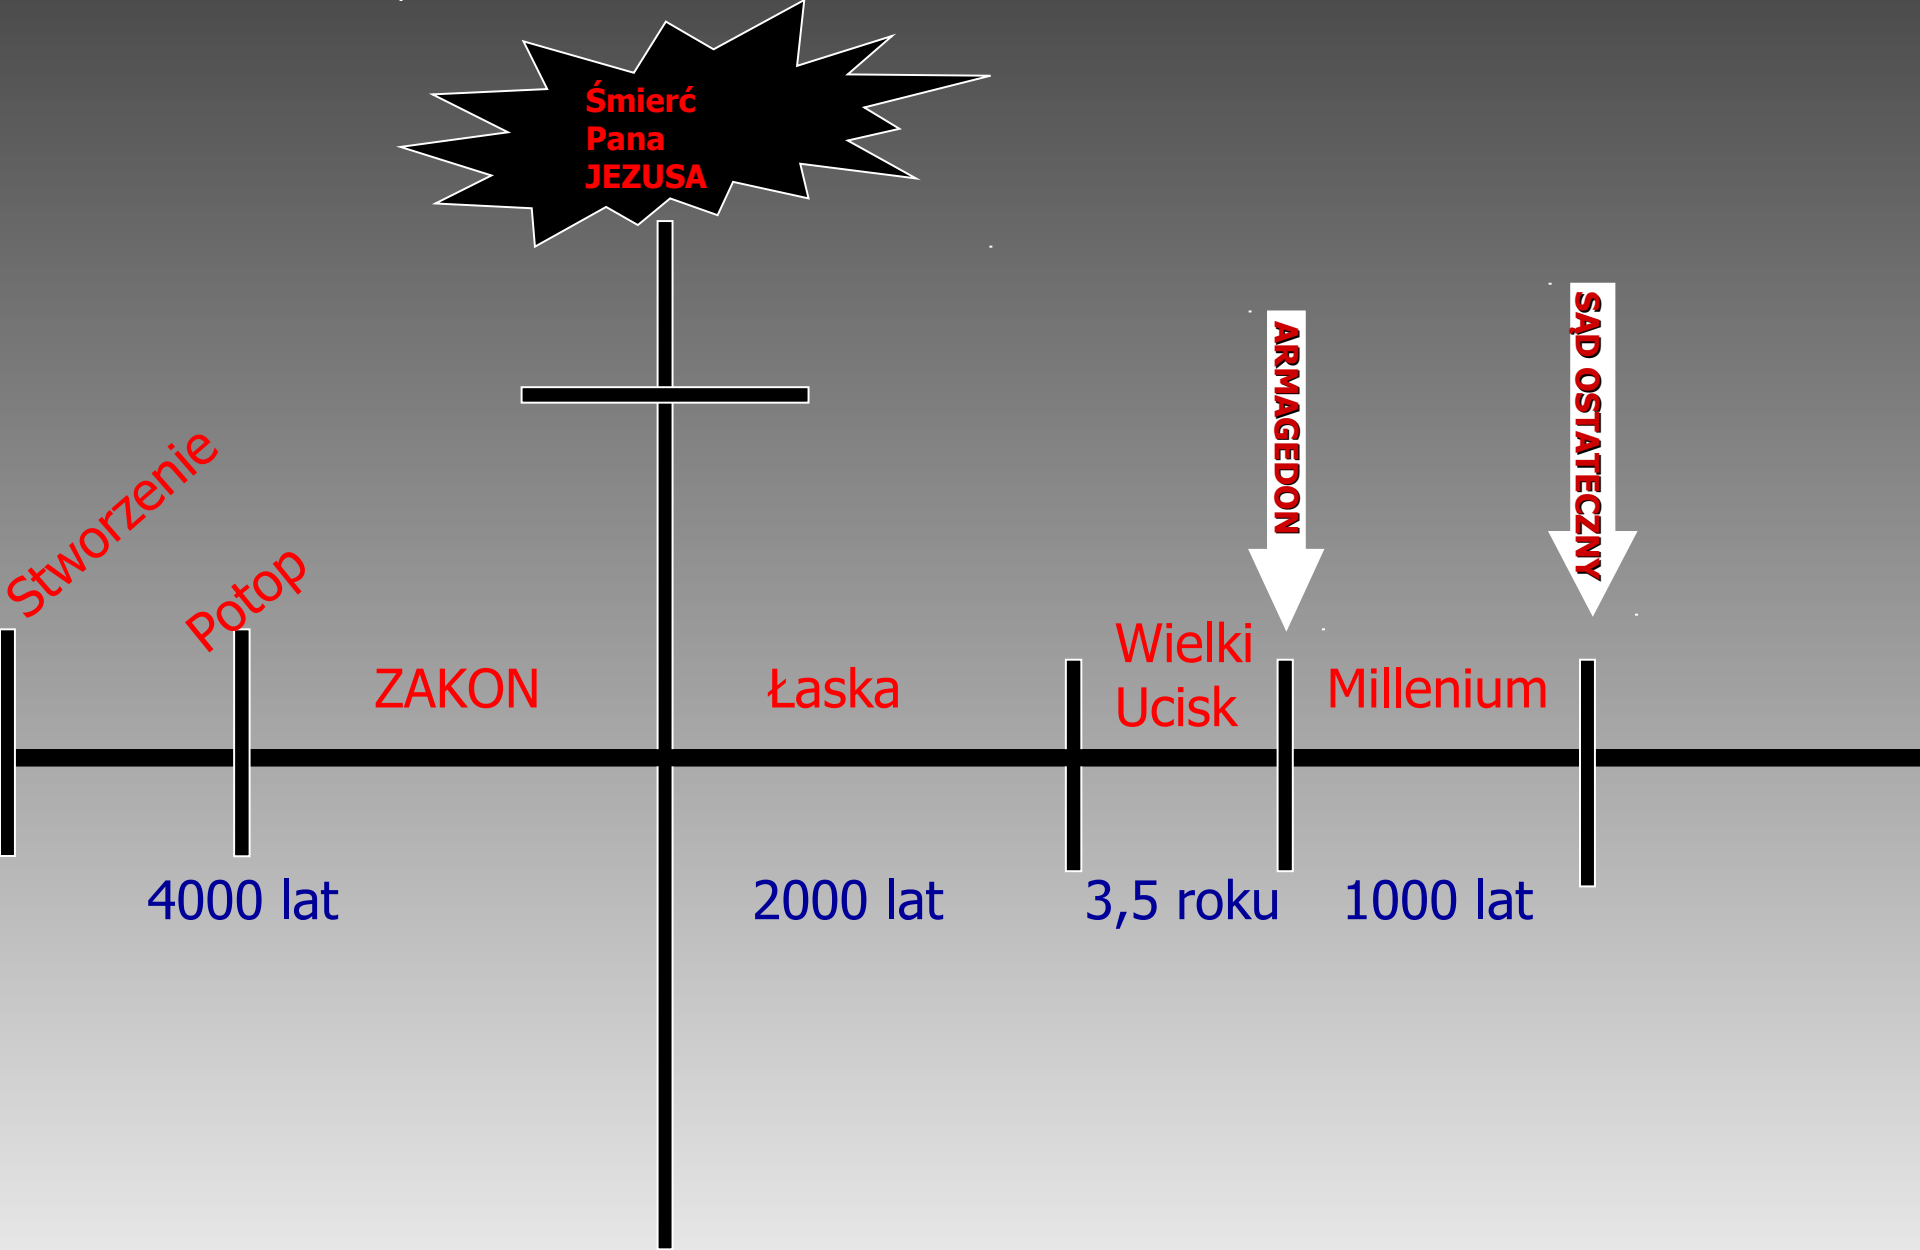 Śmierć
Pana
JEZUSA
ARMAGEDON
SĄD OSTATECZNY
Stworzenie
Potop
ZAKON
Łaska
Wielki
Ucisk
Millenium
4000 lat
2000 lat
3,5 roku
1000 lat